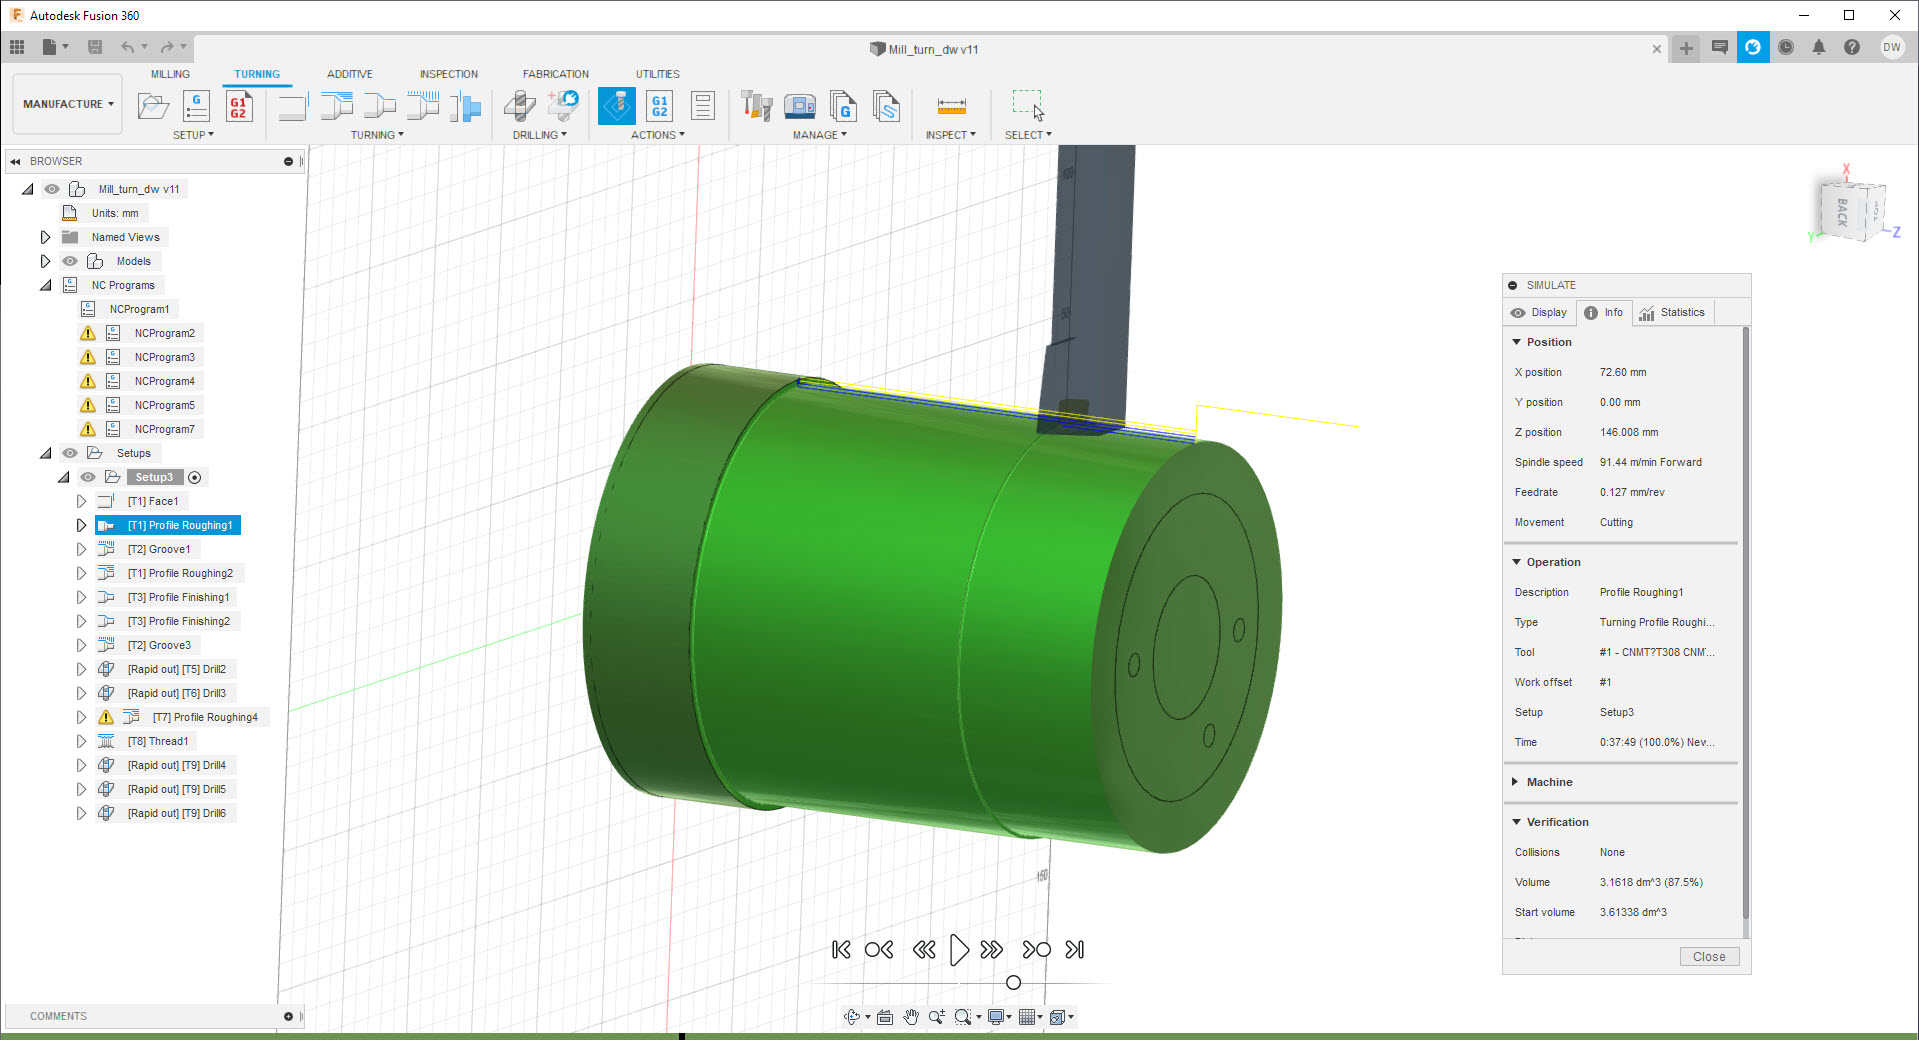 Autodesk Fusion 360
Mill_turn_dw v11
DW
MILLING TURNING ADDITIVE INSPECTION FABRICATION UTILITIES
MANUFACTURE
G
G1
G2
G1
G2
G
SETUP TURNING DRILLING ACTIONS MANAGE INSPECT SELECT
BROWSER
Mill_turn_dw v11
Units: mm
Named Views
Models
NC Programs
NCProgram1
NCProgram2
NCProgram3
NCProgram4
NCProgram5
NCProgram7
Setups
Setup3
[T1] Face1
[T1] Profile Roughing1
[T2] Groove1
[T1] Profile Roughing2
[T3] Profile Finishing1
[T3] Profile Finishing2
[T2] Groove3
[Rapid out] [T5] Drill2
[Rapid out] [T6] Drill3
[T7] Profile Roughing4
[T8] Thread1
[Rapid out] [T9] Drill4
[Rapid out] [T9] Drill5
[Rapid out] [T9] Drill6
COMMENTS
100
50
150
X
BACK
TOP
Y
Z
SIMULATE
Display Info Statistics
Position
X position 72.60 mm
Y position 0.00 mm
Z position 146.008 mm
Spindle speed 91.44 m/min Forward
Feedrate 0.127 mm/rev
Movement Cutting
Operation
Description Profile Roughing1
Type Turning Profile Roughi...
Tool #1 - CNMT?T308 CNM...
Work offset #1
Setup Setup3
Time 0:37:49 (100.0%) Nev...
Machine
Verification
Collisions None
Volume 3.1618 dm^3 (87.5%)
Start volume 3.61338 dm^3
Close